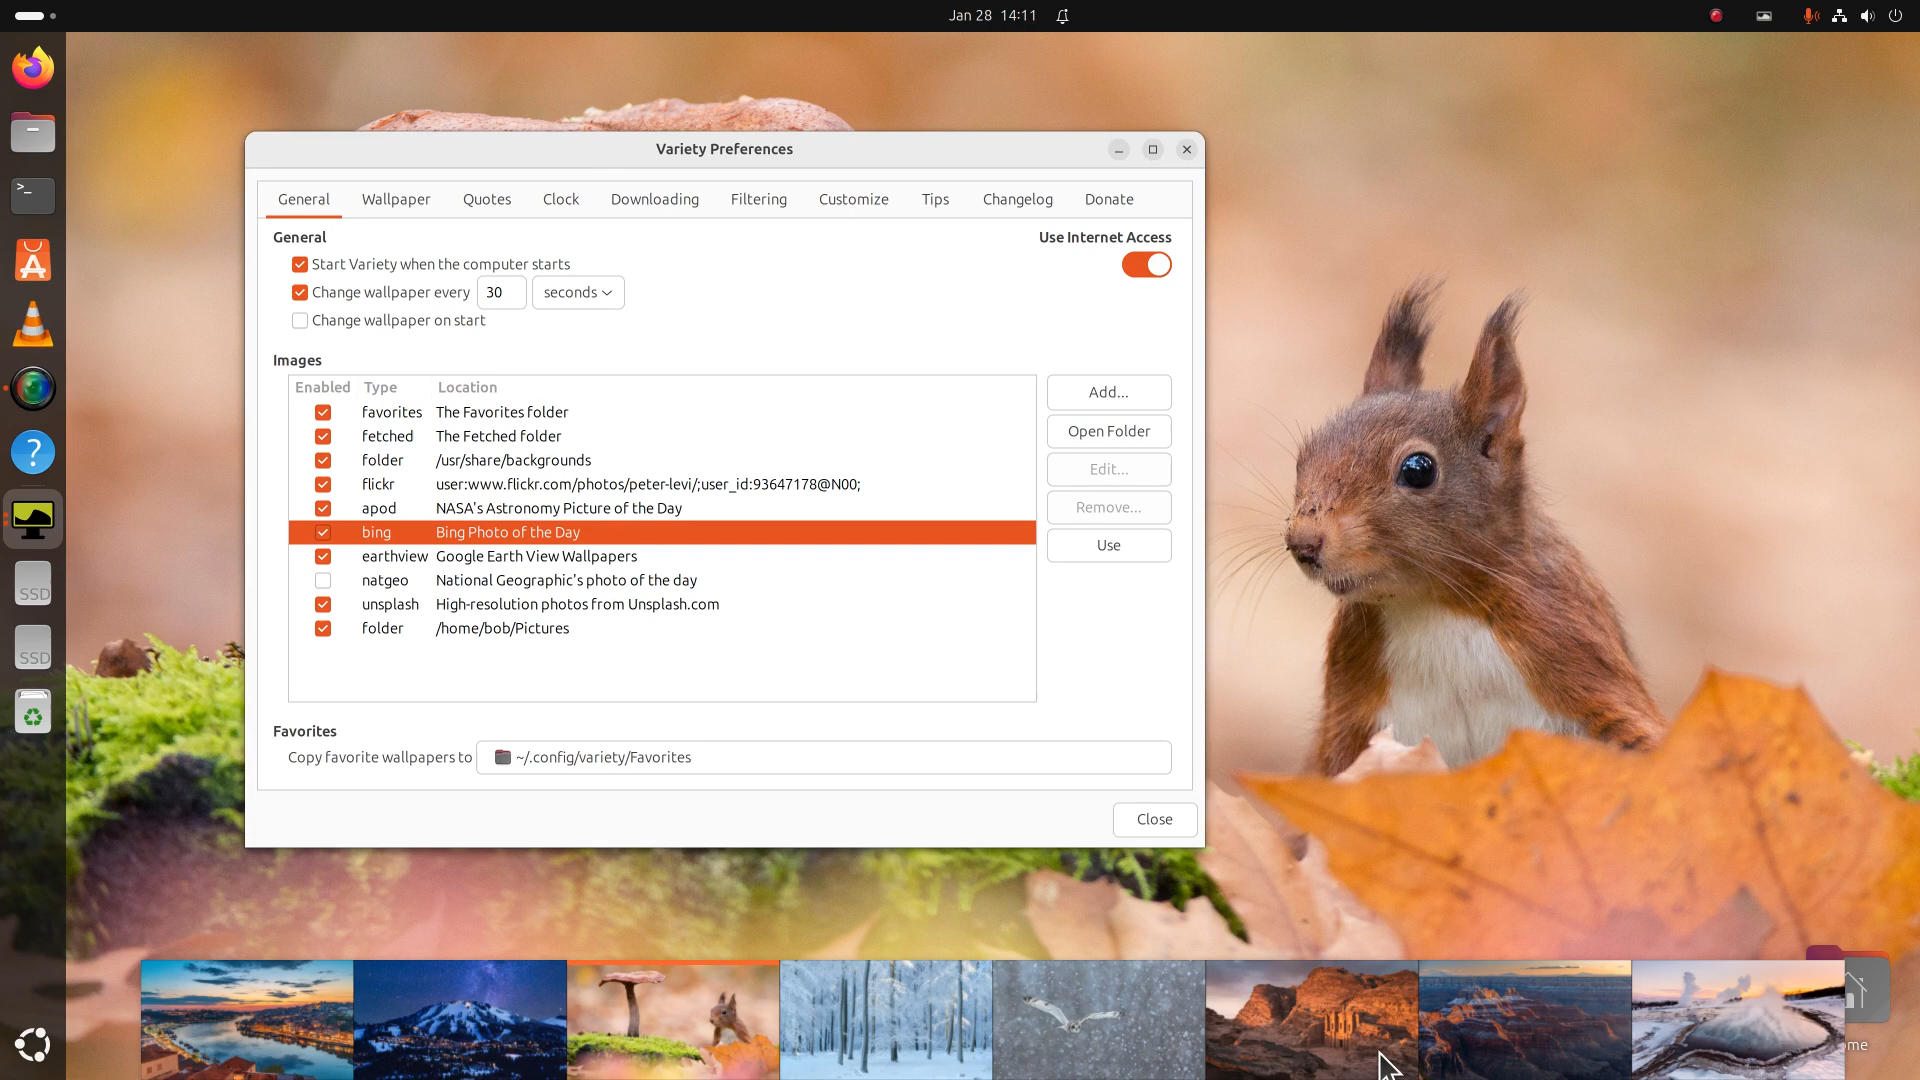 Jan 28 14:11
Variety Preferences
General Wallpaper Quotes Clock Downloading Filtering Customize Tips Changelog Donate
General Use Internet Access
Start Variety when the computer starts
Change wallpaper every 30 seconds
Change wallpaper on start
Images
Enabled Type Location
favorites The Favorites folder
fetched The Fetched folder
folder /usr/share/backgrounds
flickr user:www.flickr.com/photos/peter-levi/;user_id:93647178@N00;
apod NASA's Astronomy Picture of the Day
bing Bing Photo of the Day
earthview Google Earth View Wallpapers
natgeo National Geographic's photo of the day
unsplash High-resolution photos from Unsplash.com
folder /home/bob/Pictures
Add...
Open Folder
Edit...
Remove...
Use
Favorites
Copy favorite wallpapers to ~/.config/variety/Favorites
Close
>_
?
SSD
SSD
ome